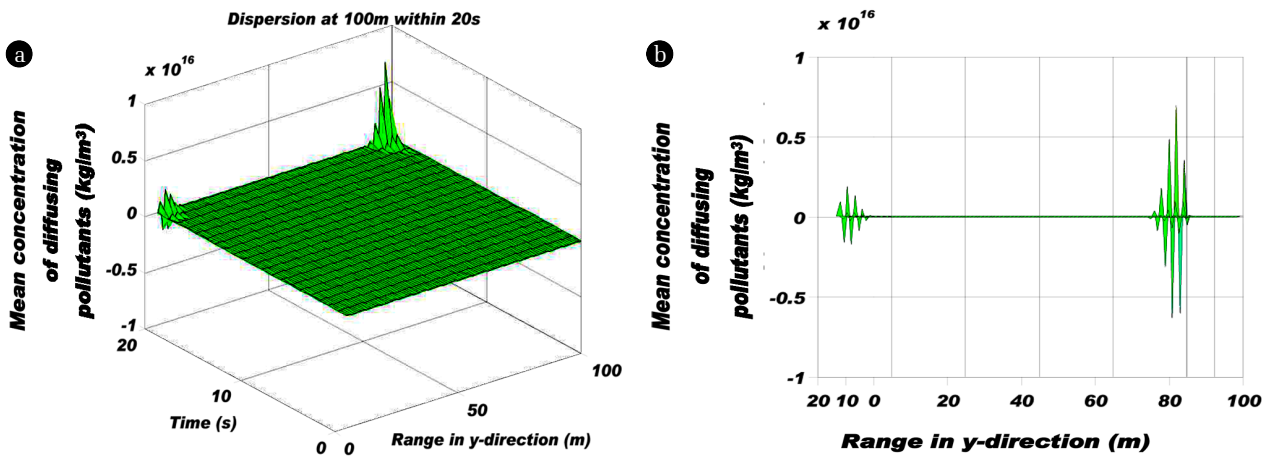 Dispersion at 100m within 20s
a
x 10^16
1
0.5
0
-0.5
-1
Mean concentration
of diffusing
pollutants (kg|m³)
20
10
0
Time (s)
0
50
100
Range in y-direction (m)
b
x 10^16
1
0.5
0
-0.5
-1
Mean concentration
of diffusing
pollutants (kg|m³)
20 10 0 20 40 60 80 100
Range in y-direction (m)